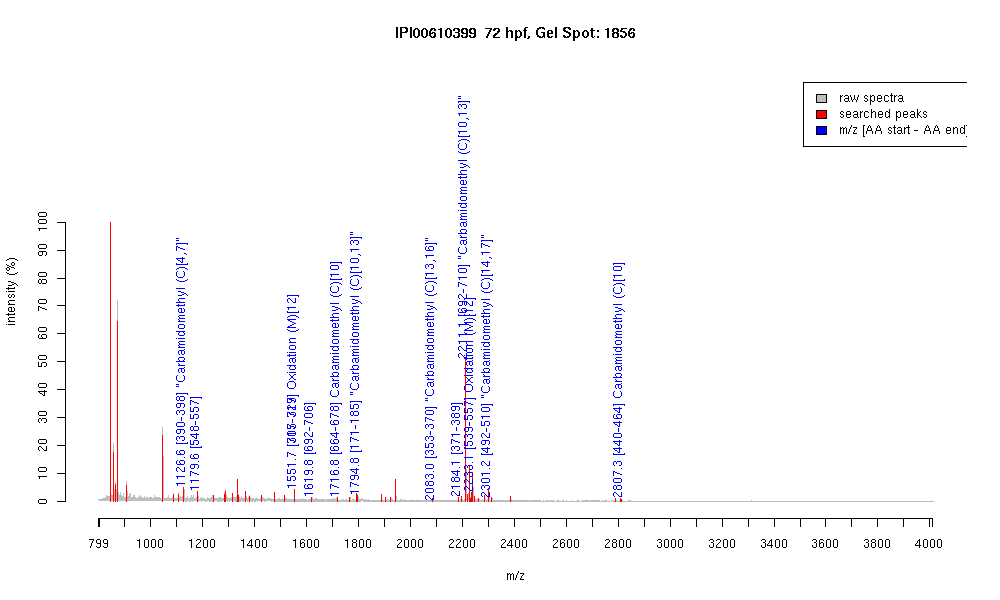 IPI00610399 72 hpf, Gel Spot: 1856
raw spectra
searched peaks
m/z [AA start - AA end]
intensity (%)
100
90
80
70
60
50
40
30
20
10
0
1126.6 [390-398] "Carbamidomethyl (C)[4,7]"
1179.6 [548-557]
1551.7 Oxidation (M)[12]
1619.8 [692-706]
1716.8 [664-678] Carbamidomethyl (C)[10]
1794.8 [171-185] "Carbamidomethyl (C)[10,13]"
2083.0 [353-370] "Carbamidomethyl (C)[13,16]"
2184.1 [371-389]
2211.1 [692-710] "Carbamidomethyl (C)[10,13]"
[539-557] Oxidation (M)[12]
2301.2 [492-510] "Carbamidomethyl (C)[14,17]"
2807.3 [440-464] Carbamidomethyl (C)[10]
799 1000 1200 1400 1600 1800 2000 2200 2400 2600 2800 3000 3200 3400 3600 3800 4000
m/z